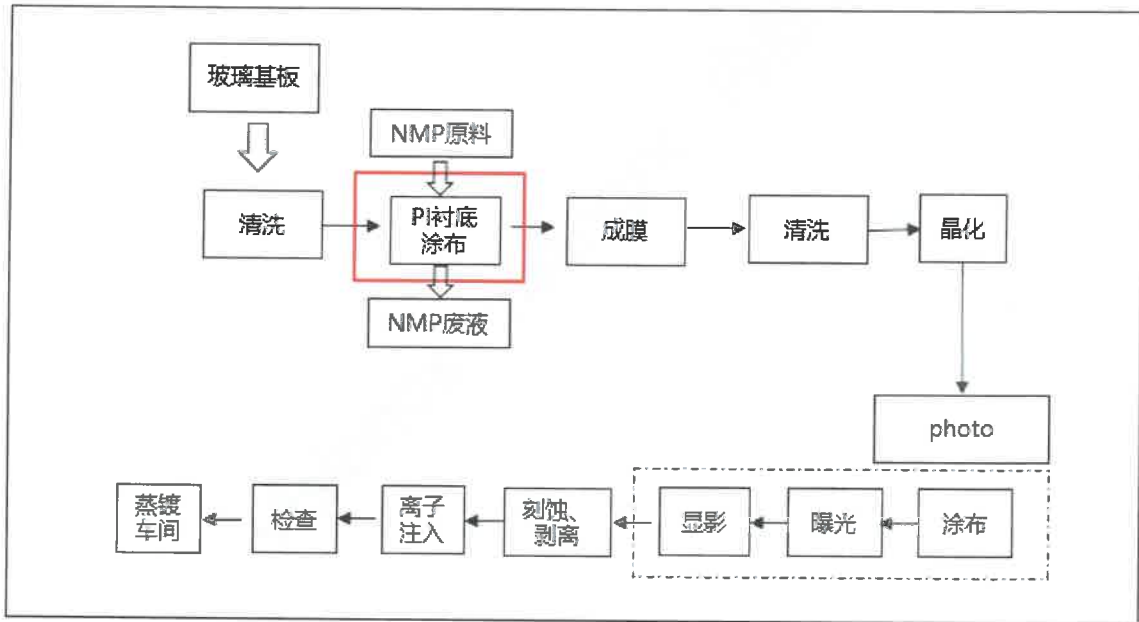 玻璃基板
NMP原料
清洗
PI衬底
涂布
成膜
清洗
晶化
NMP废液
photo
蒸镀
车间
检查
离子
注入
刻蚀、
剥离
显影
曝光
涂布